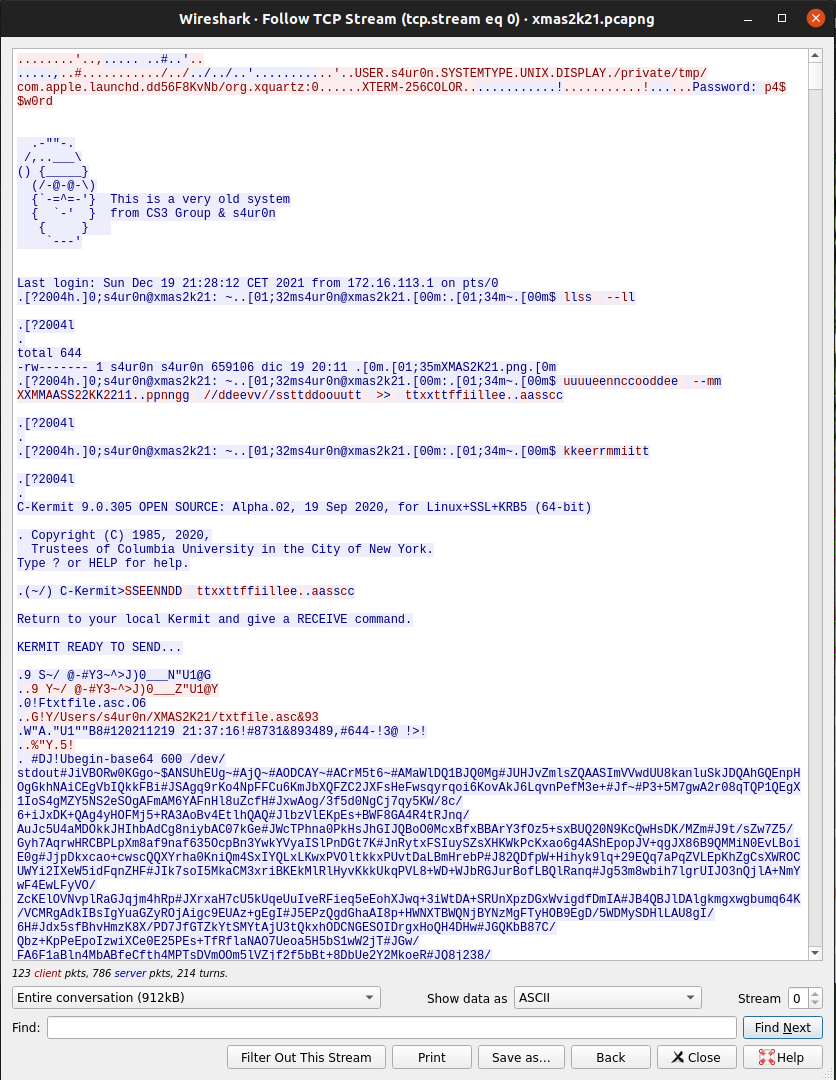 Wireshark · Follow TCP Stream (tcp.stream eq 0) · xmas2k21.pcapng
........'..,..... ..#..'..
.....,..#.........../../../../..'...........'..USER.s4ur0n.SYSTEMTYPE.UNIX.DISPLAY./private/tmp/
com.apple.launchd.dd56F8KvNb/org.xquartz:0......XTERM-256COLOR.............!...........!......Password: p4$
$w0rd
.-""-.
/,..___\
() {_____}
(/-@-@-\)
{`-=^=-'}  This is a very old system
{  `-'  }  from CS3 Group & s4ur0n
{     }
`---'
Last login: Sun Dec 19 21:28:12 CET 2021 from 172.16.113.1 on pts/0
.[?2004h.]0;s4ur0n@xmas2k21: ~..[01;32ms4ur0n@xmas2k21.[00m:.[01;34m~.[00m$ llss  --ll
.[?2004l
.
total 644
-rw------- 1 s4ur0n s4ur0n 659106 dic 19 20:11 .[0m.[01;35mXMAS2K21.png.[0m
.[?2004h.]0;s4ur0n@xmas2k21: ~..[01;32ms4ur0n@xmas2k21.[00m:.[01;34m~.[00m$ uuuueennccooddee  --mm
XXMMAASS22KK2211..ppnngg  //ddeevv//ssttddoouutt  >>  ttxxttffiillee..aasscc
.[?2004l
.
.[?2004h.]0;s4ur0n@xmas2k21: ~..[01;32ms4ur0n@xmas2k21.[00m:.[01;34m~.[00m$ kkeerrmmiitt
.[?2004l
.
C-Kermit 9.0.305 OPEN SOURCE: Alpha.02, 19 Sep 2020, for Linux+SSL+KRB5 (64-bit)
. Copyright (C) 1985, 2020,
Trustees of Columbia University in the City of New York.
Type ? or HELP for help.
.(~/) C-Kermit>SSEENNDD  ttxxttffiillee..aasscc
Return to your local Kermit and give a RECEIVE command.
KERMIT READY TO SEND...
.9 S~/ @-#Y3~^>J)0___N"U1@G
..9 Y~/ @-#Y3~^>J)0___Z"U1@Y
.0!Ftxtfile.asc.O6
..G!Y/Users/s4ur0n/XMAS2K21/txtfile.asc&93
.W"A."U1""B8#120211219 21:37:16!#8731&893489,#644-!3@ !>!
..%"Y.5!
. #DJ!Ubegin-base64 600 /dev/
stdout#JiVBORw0KGgo~$ANSUhEUg~#AjQ~#AODCAY~#ACrM5t6~#AMaWlDQ1BJQ0Mg#JUHJvZmlsZQAASImVVwdUU8kanluSkJDQAhGQEnpH
OgGkhNAiCEgVbIQkkFBi#JSAgq9rKo4NpFFCu6KmJbXQFZC2JXFsHeFwsqyrqoi6KovAkJ6LqvnPefM3e+#Jf~#P3+5M7gwA2r08qTQP1QEgX
1IoS4gMZY5NS2eSOgAFmAM6YAFnHl8uZcfH#JxwAog/3f5d0NgCj7qy5KW/8c/
6+iJxDK+QAg4yHOFMj5+RA3AoBv4EtlhQAQ#JlbzVlEKpEs+BWF8GA4R4tRJnq/
AuJc5U4aMDOkkJHIhbAdCg8niybAC07kGe#JWcTPhna0PkHsJhGIJQBoO0McxBfxBBArY3fOz5+sxBUQ20N9KCQwHsDK/MZm#J9t/sZw7Z5/
Gyh7AqrwHRCBPLpXm8af9naf635OcpBn3YwkYVyaISlPnDGt7K#JnRytxFSIuySZsXHKWkPcKxao6g4AShEpopJV+qgJX86B9QMMiN0EvLBoi
E0g#JjpDkxcao+cwscQQXYrha0KniQm4SxIYQLxLKwxPVOltkkxPUvtDaLBmHrebP#J82QDfpW+Hihyk9lq+29EQq7aPqZVLEpKhZgCsXWROC
UWYi2IXeW5idFqnZHF#JIk7soI5MkaCM3xriBKEkMlRlHyvKkkUkqPVL8+WD+WJbRGJurBofLBQlRanq#Jg53m8wbih7lgrUIJO3nQjlA+NmY
wF4EwLFyVO/
ZcKElOVNvplRaGJqjm4hRp#JXrxaH7cU5kUqeUuIveRFieq5eEohXJwq+3iWtDA+SRUnXpzDGxWvigdfDmIA#JB4QBJlDAlgkmgxwgbumq64K
/VCMRgAdkIBsIgYuaGZyROjAigc9EUAz+gEgI#J5EPzQgdGhaAI8p+HWNXTBWQNjBYNzMgFTyHOB9EgD/5WDMySDHlLAU8gI/
6H#Jdx5sfBhvHmzK8X/PD7JfGTZkYtSMYtAjU3tQkxhODCNGESOIDrgxHoQH4DHw#JGQKbB87C/
Qbz+KpPeEpoIzwiXCe0E25PEs+TfRflaNAO7Ueoa5H5bS1wW2jT#JGw/
FA6F1aBln4MbABfeCfth4MPTsDVmOOm5lVZjf2f5bBt+8DbUe2Y2MkoeR#JQ8j238/
123 client pkts, 786 server pkts, 214 turns.
Entire conversation (912kB)
Show data as
ASCII
Stream
0
Find:
Find Next
Filter Out This Stream
Print
Save as…
Back
Close
Help